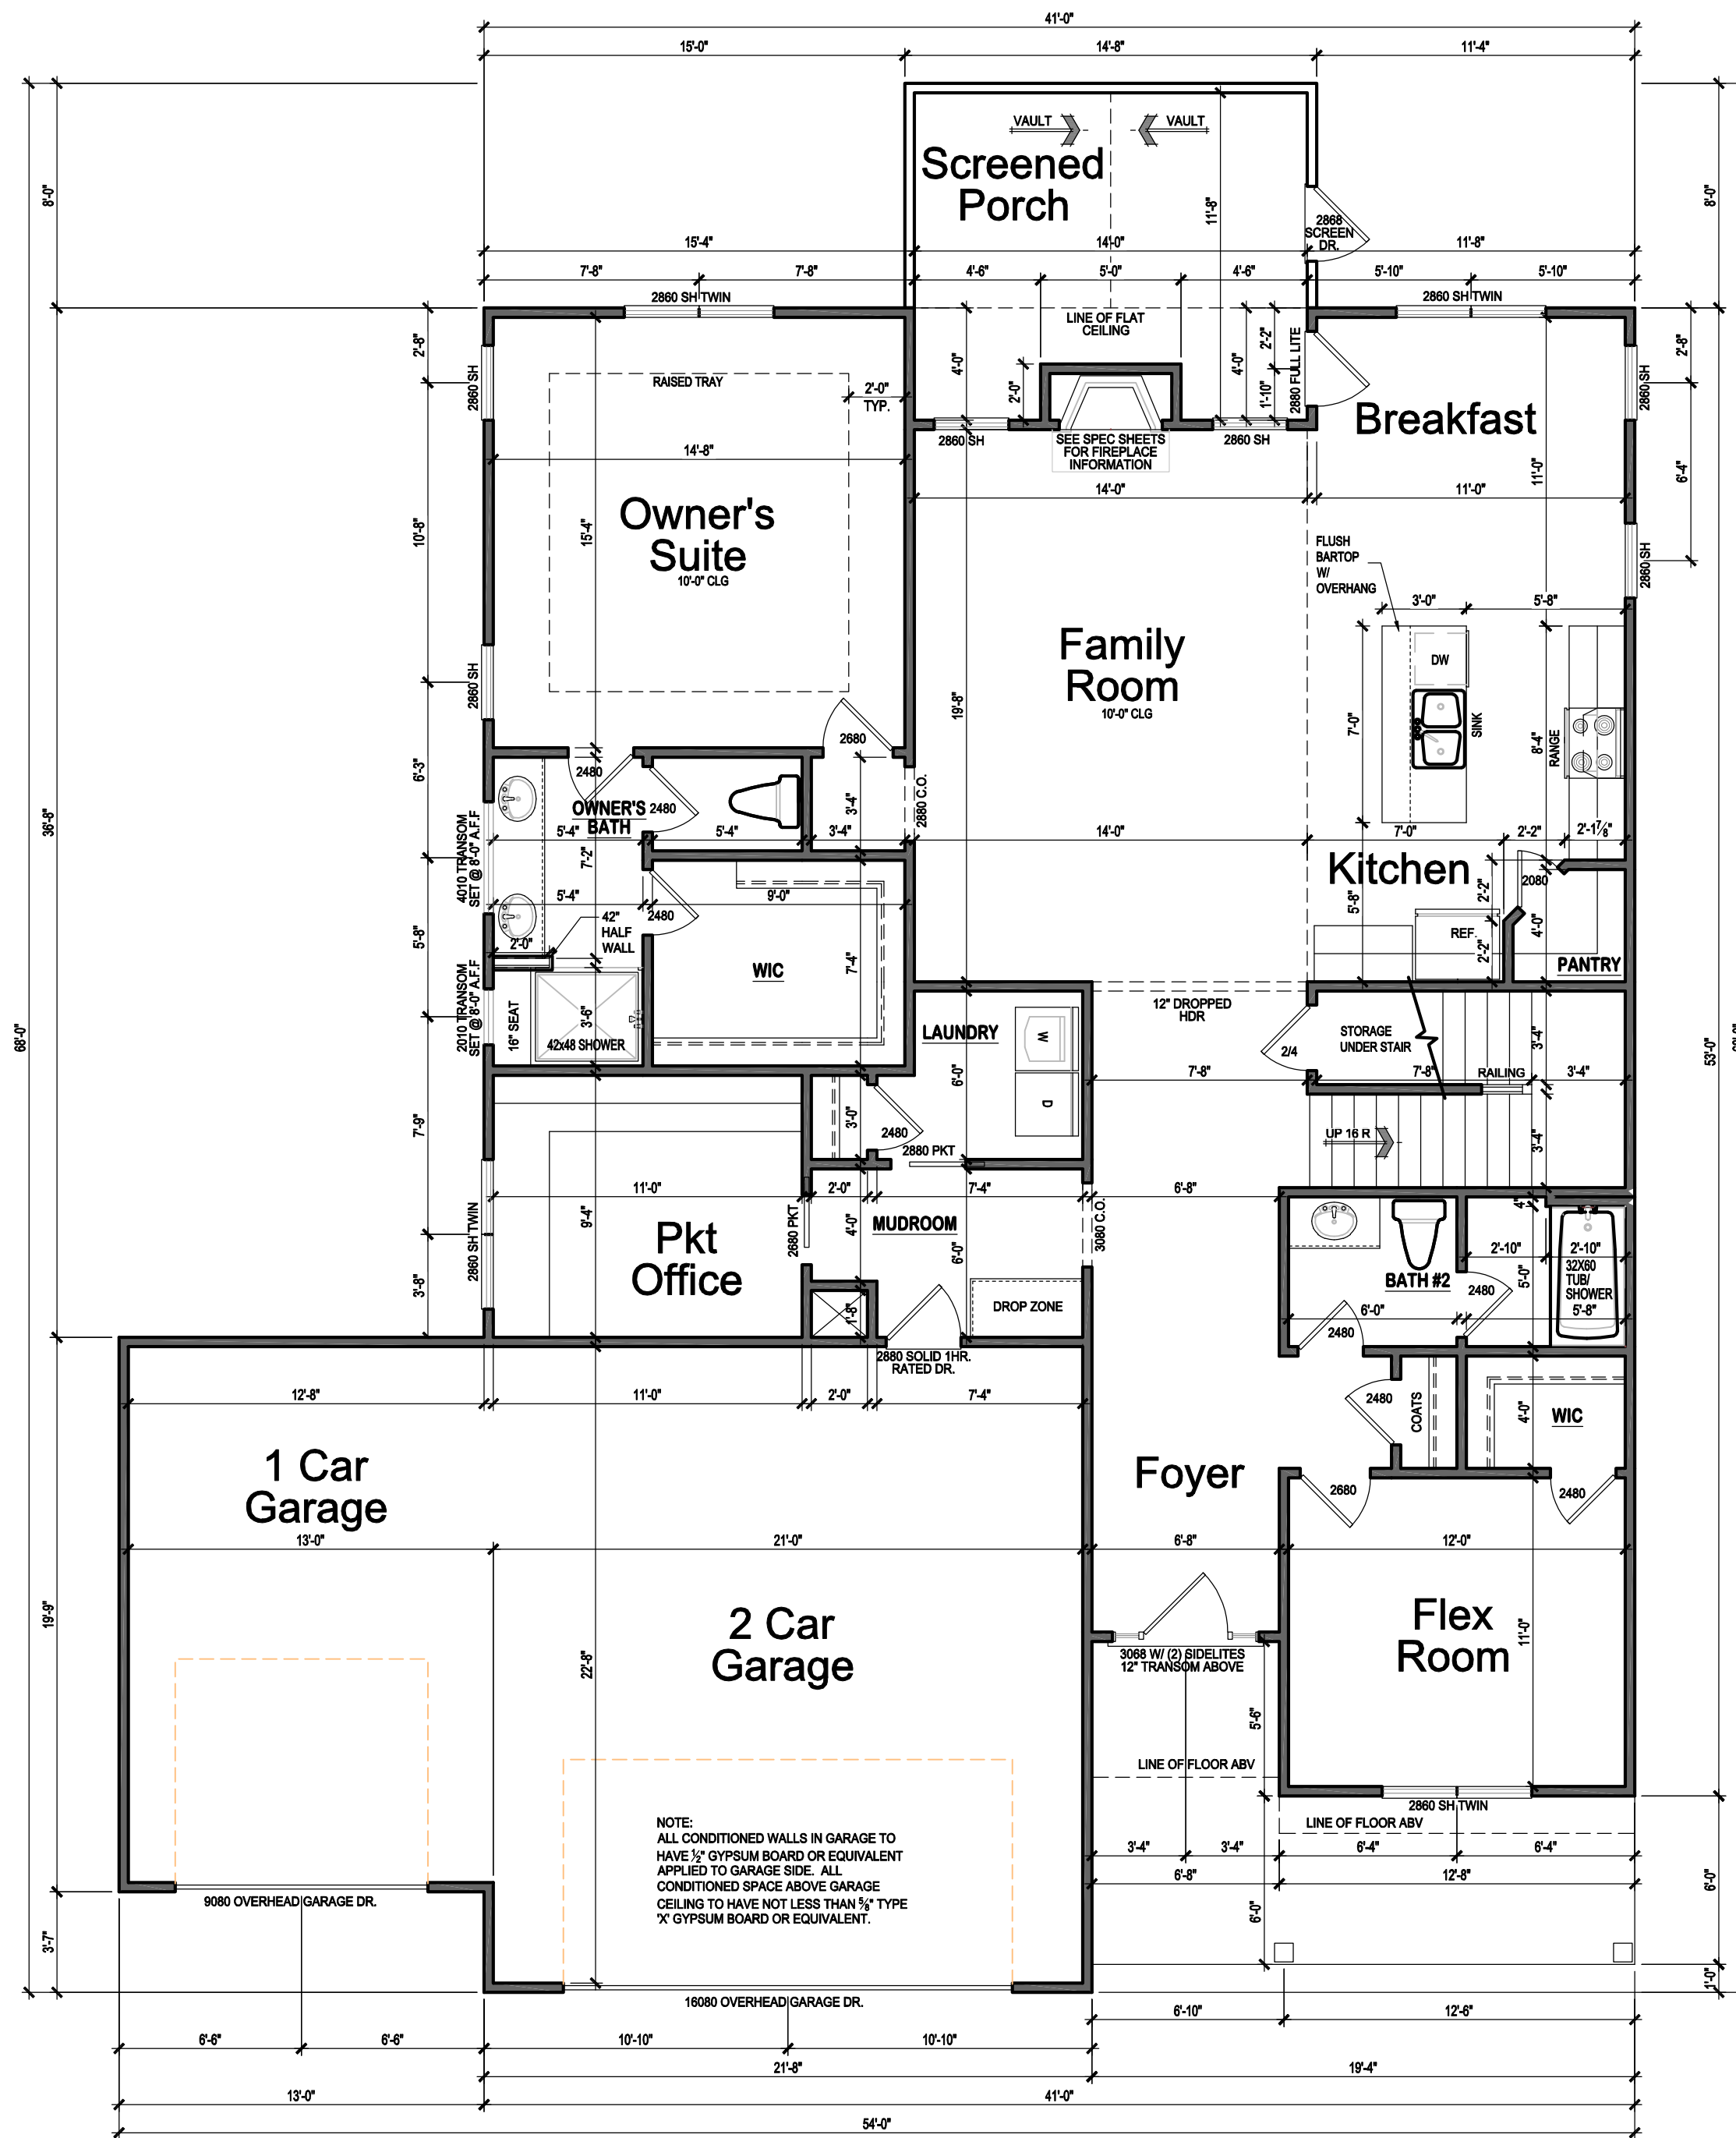 41'-0"
15'-0" 14'-8" 11'-4"
VAULT VAULT
Screened
Porch
8'-0"
8'-0"
11'-8"
2868
SCREEN
DR.
15'-4" 14'-0" 11'-8"
7'-8" 7'-8" 4'-6" 5'-0" 4'-6" 5'-10" 5'-10"
2860 SH TWIN
2860 SH TWIN
LINE OF FLAT
CEILING
2'-8"
2860 SH
RAISED TRAY
2'-0"
TYP.
4'-0"
2'-0"
4'-0"
2'-2"
1'-10"
2880 FULL LITE
2'-8"
2860 SH
Breakfast
2860 SH
SEE SPEC SHEETS
FOR FIREPLACE
INFORMATION
2860 SH
14'-8"
11'-0"
6'-4"
14'-0" 11'-0"
10'-8"
15'-4"
Owner's
Suite
10'-0" CLG
FLUSH
BARTOP
W/
OVERHANG
2860 SH
3'-0" 5'-8"
Family
Room
10'-0" CLG
DW
SINK
7'-0"
8'-4"
RANGE
19'-8"
2860 SH
2680
6'-3"
2480
OWNER'S
BATH
2480
3'-4"
2880 C.O.
36'-8"
5'-4" 5'-4" 3'-4" 14'-0" 7'-0" 2'-2" 2'-1⅞"
7'-2"
4010 TRANSOM
SET @ 8'-0" A.F.F
Kitchen
2080
5'-4" 9'-0"
2480
42"
HALF
WALL
2'-0"
5'-8"
5'-8"
2'-2"
2'-2"
4'-0"
REF.
PANTRY
WIC
7'-4"
2010 TRANSOM
SET @ 8'-0" A.F.F
16" SEAT
3'-6"
42x48 SHOWER
12" DROPPED
HDR
LAUNDRY
W
D
6'-0"
STORAGE
UNDER STAIR
2/4
3'-4"
68'-0"
53'-0"
7'-8" 7'-8" RAILING 3'-4"
7'-9"
3'-0"
2480
2880 PKT
UP 16 R
3'-4"
11'-0" 2'-0" 7'-4" 6'-8"
9'-4"
2680 PKT
4'-0"
MUDROOM
6'-0"
3080 C.O.
Pkt
Office
2860 SH TWIN
3'-8"
1'-8"
DROP ZONE
BATH #2
4"
2'-10" 2'-10"
32X60
TUB/
SHOWER
5'-8"
5'-0"
2480
6'-0"
2480
2880 SOLID 1HR.
RATED DR.
12'-8" 11'-0" 2'-0" 7'-4"
2480
COATS
4'-0"
WIC
1 Car
Garage
Foyer
2680
2480
13'-0" 21'-0" 6'-8" 12'-0"
19'-9"
2 Car
Garage
22'-8"
Flex
Room
11'-0"
3068 W/ (2) SIDELITES
12" TRANSOM ABOVE
5'-6"
LINE OF FLOOR ABV
2860 SH TWIN
LINE OF FLOOR ABV
NOTE:
ALL CONDITIONED WALLS IN GARAGE TO
HAVE ½" GYPSUM BOARD OR EQUIVALENT
APPLIED TO GARAGE SIDE. ALL
CONDITIONED SPACE ABOVE GARAGE
CEILING TO HAVE NOT LESS THAN ⅝" TYPE
'X' GYPSUM BOARD OR EQUIVALENT.
3'-4" 3'-4" 6'-4" 6'-4"
6'-8" 12'-8"
6'-0"
6'-0"
9080 OVERHEAD GARAGE DR.
3'-7"
1'-0"
16080 OVERHEAD GARAGE DR.
6'-10" 12'-6"
6'-6" 6'-6" 10'-10" 10'-10"
21'-8" 19'-4"
13'-0" 41'-0"
54'-0"